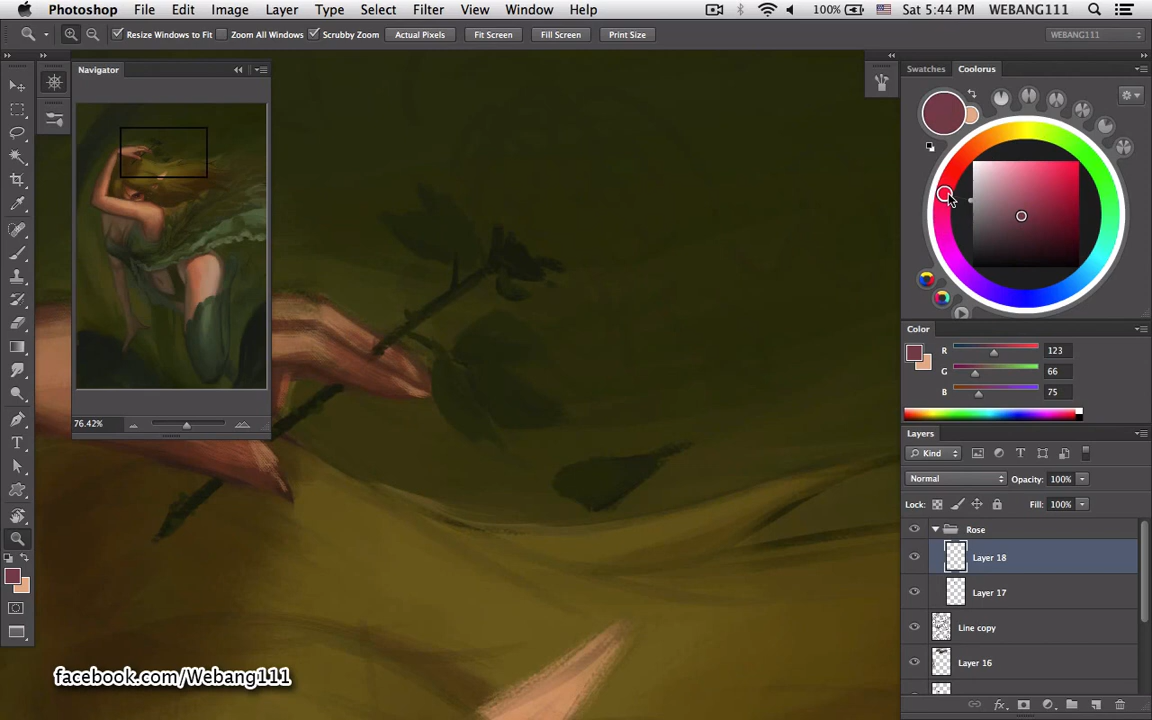 Photoshop File Edit Image Layer Type Select Filter View Window Help 100% Sat 5:44 PM WEBANG111
Resize Windows to Fit Zoom All Windows Scrubby Zoom Actual Pixels Fit Screen Fill Screen Print Size WEBANG111
Navigator
76.42%
Swatches Coolorus
Color
R 123
G 66
B 75
Layers
Kind
Normal Opacity: 100%
Lock: Fill: 100%
Rose
Layer 18
Layer 17
Line copy
Layer 16
facebook.com/Webang111